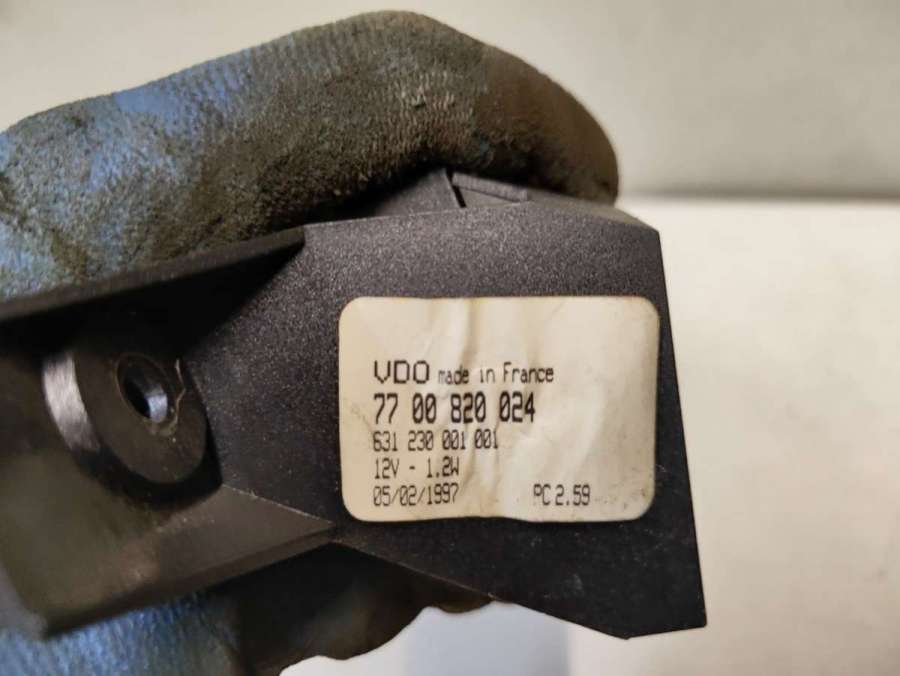 VDO made in France
77 00 820 024
631 230 001 001
12V - 1.2W
05/02/1997 PC 2.59